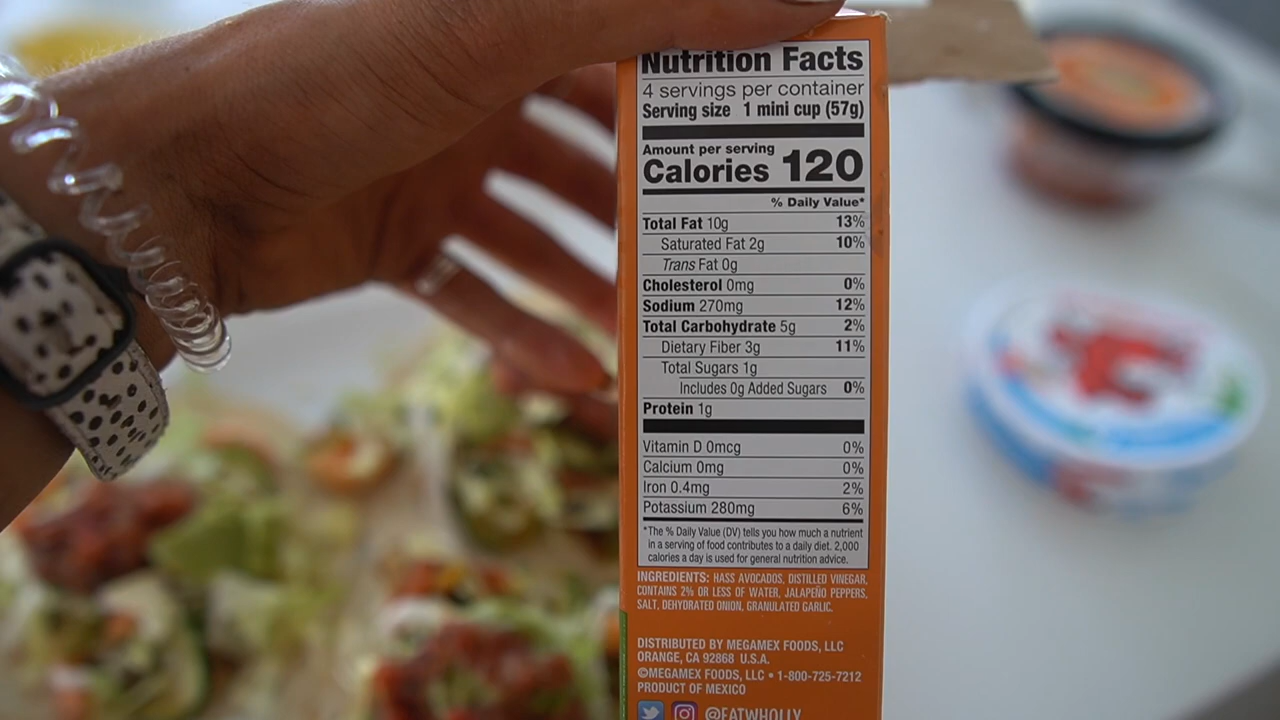 Nutrition Facts
4 servings per container
Serving size 1 mini cup (57g)
Amount per serving
Calories 120
% Daily Value*
Total Fat 10g 13%
Saturated Fat 2g 10%
Trans Fat 0g
Cholesterol 0mg 0%
Sodium 270mg 12%
Total Carbohydrate 5g 2%
Dietary Fiber 3g 11%
Total Sugars 1g
Includes 0g Added Sugars 0%
Protein 1g
Vitamin D 0mcg 0%
Calcium 0mg 0%
Iron 0.4mg 2%
Potassium 280mg 6%
*The % Daily Value (DV) tells you how much a nutrient
in a serving of food contributes to a daily diet. 2,000
calories a day is used for general nutrition advice.
INGREDIENTS: HASS AVOCADOS, DISTILLED VINEGAR,
CONTAINS 2% OR LESS OF WATER, JALAPEÑO PEPPERS,
SALT, DEHYDRATED ONION, GRANULATED GARLIC.
DISTRIBUTED BY MEGAMEX FOODS, LLC
ORANGE, CA 92868 U.S.A.
©MEGAMEX FOODS, LLC • 1-800-725-7212
PRODUCT OF MEXICO
@EATWHOLLY